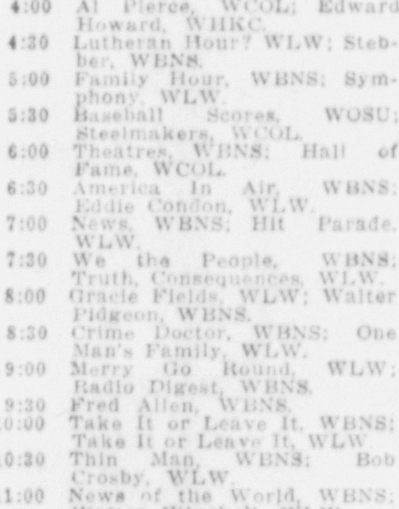 4:00 Al Pierce, WCOL; Edward
Howard, WHKC.
4:30 Lutheran Hour? WLW; Steb-
ber, WBNS.
5:00 Family Hour, WBNS; Sym-
phony, WLW.
5:30 Baseball Scores, WOSU;
Steelmakers, WCOL.
6:00 Theatres, WBNS; Hall of
Fame, WCOL.
6:30 America In Air, WBNS;
Eddie Condon, WLW.
7:00 News, WBNS; Hit Parade,
WLW.
7:30 We the People, WBNS;
Truth, Consequences, WLW.
8:00 Gracie Fields, WLW; Walter
Pidgeon, WBNS.
8:30 Crime Doctor, WBNS; One
Man's Family, WLW.
9:00 Merry Go Round, WLW;
Radio Digest, WBNS.
9:30 Fred Allen, WBNS.
0:00 Take It or Leave It, WBNS;
Take It or Leave It, WLW.
10:30 Thin Man, WBNS; Bob
Crosby, WLW.
1:00 News of the World, WBNS;